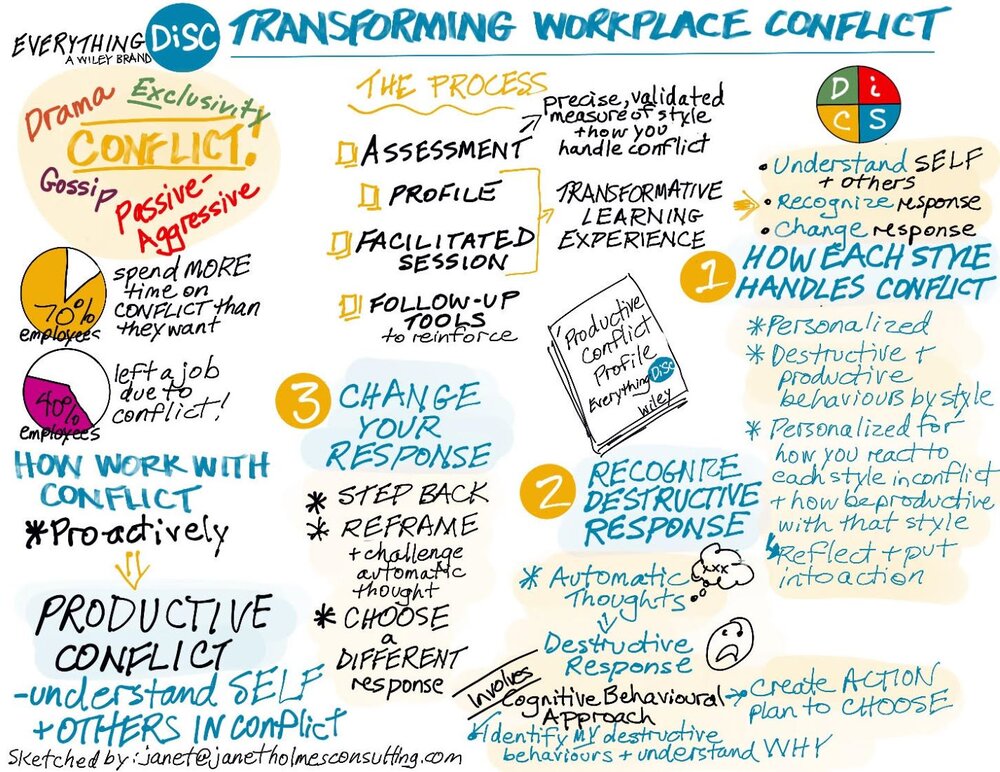 EVERYTHING DiSC
A WILEY BRAND
TRANSFORMING WORKPLACE CONFLICT
Drama
Exclusivity
CONFLICT!
Gossip
Passive-
Aggressive
70%
employees
spend MORE
time on
CONFLICT than
they want
40%
employees
left a job
due to
conflict!
HOW WORK WITH
CONFLICT
*Proactively
PRODUCTIVE
CONFLICT
-understand SELF
+ OTHERS IN conflict
Sketched by: janet@janetholmesconsulting.com
THE PROCESS
ASSESSMENT
precise, validated
measure of style
+ how you
handle conflict
PROFILE
FACILITATED
SESSION
TRANSFORMATIVE
LEARNING
EXPERIENCE
FOLLOW-UP
TOOLS
to reinforce
Productive
Conflict
Profile
Everything DiSC
Wiley
D i
C S
• Understand SELF
+ others
• Recognize response
• Change response
1 HOW EACH STYLE
HANDLES CONFLICT
* Personalized
* Destructive +
productive
behaviours by style
* Personalized for
how you react to
each style in conflict
+ how be productive
with that style
Reflect + put
into action
2 RECOGNIZE
DESTRUCTIVE
RESPONSE
* Automatic
Thoughts
xxx
Destructive
Response
Involves
Cognitive Behavioural
Approach
Create ACTION
plan to CHOOSE
Identify MY destructive
behaviours + understand WHY
3 CHANGE
YOUR
RESPONSE
* STEP BACK
* REFRAME
+ challenge
automatic
thought
* CHOOSE
a
DIFFERENT
response